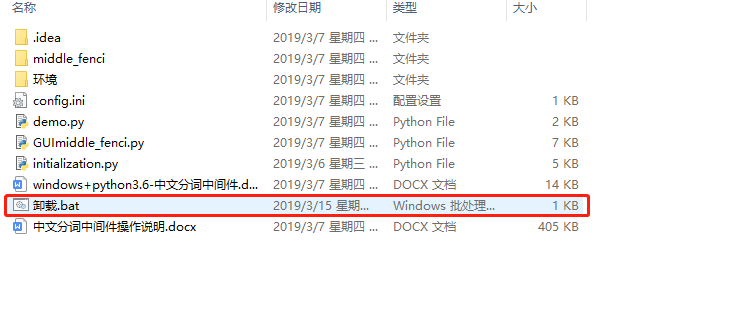 名称 修改日期 类型 大小
.idea 2019/3/7 星期四 ... 文件夹
middle_fenci 2019/3/7 星期四 ... 文件夹
环境 2019/3/7 星期四 ... 文件夹
config.ini 2019/3/7 星期四 ... 配置设置 1 KB
demo.py 2019/3/7 星期四 ... Python File 2 KB
GUImiddle_fenci.py 2019/3/7 星期四 ... Python File 7 KB
initialization.py 2019/3/6 星期三 ... Python File 5 KB
windows+python3.6-中文分词中间件.d... 2019/3/7 星期四 ... DOCX 文档 14 KB
卸载.bat 2019/3/15 星期... Windows 批处理... 1 KB
中文分词中间件操作说明.docx 2019/3/7 星期四 ... DOCX 文档 405 KB